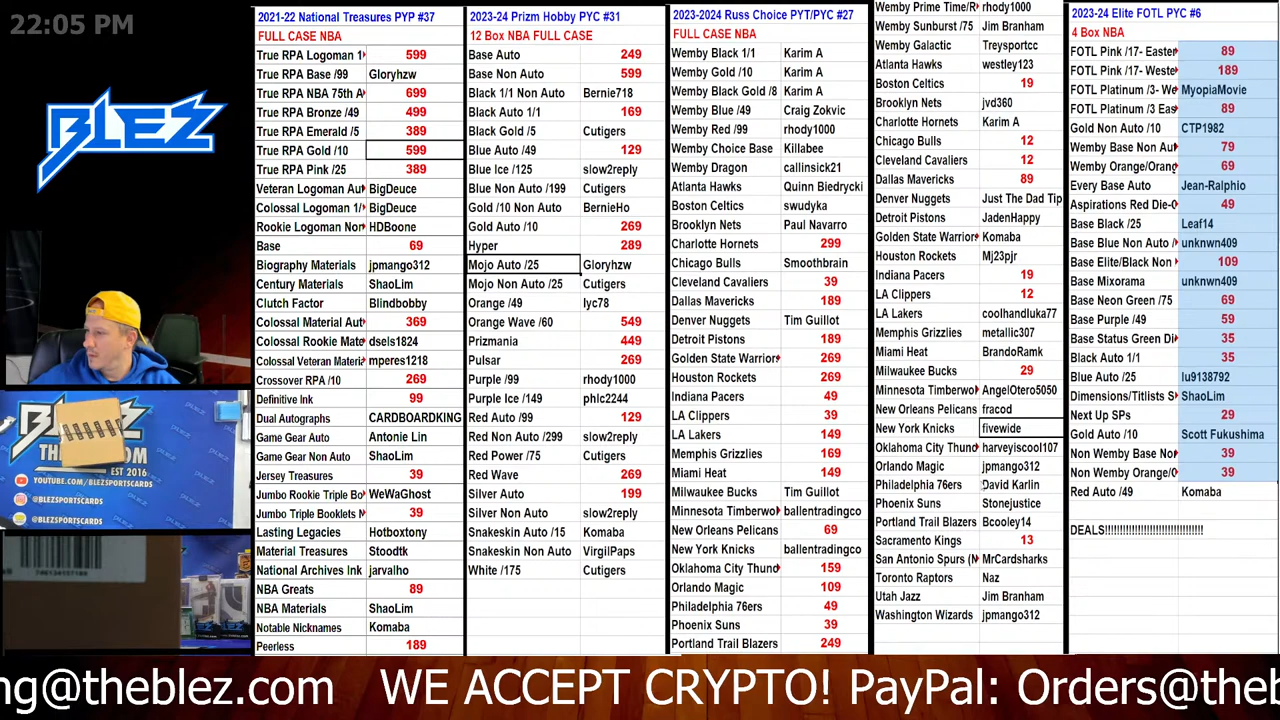 22:05 PM
BLEZ
2021-22 National Treasures PYP #37
FULL CASE NBA
True RPA Logoman 1 599
True RPA Base /99 Gloryhzw
True RPA NBA 75th A 699
True RPA Bronze /49 499
True RPA Emerald /5 389
True RPA Gold /10 599
True RPA Pink /25 389
Veteran Logoman Au BigDeuce
Colossal Logoman 1/ BigDeuce
Rookie Logoman Non HDBoone
Base 69
Biography Materials jpmango312
Century Materials ShaoLim
Clutch Factor Blindbobby
Colossal Material Aut 369
Colossal Rookie Mate dsels1824
Colossal Veteran Materi mperes1218
Crossover RPA /10 269
Definitive Ink 99
Dual Autographs CARDBOARDKING
Game Gear Auto Antonie Lin
Game Gear Non Auto ShaoLim
Jersey Treasures 39
Jumbo Rookie Triple Bo WeWaGhost
Jumbo Triple Booklets N 39
Lasting Legacies Hotboxtony
Material Treasures Stoodtk
National Archives Ink jarvalho
NBA Greats 89
NBA Materials ShaoLim
Notable Nicknames Komaba
Peerless 189
2023-24 Prizm Hobby PYC #31
12 Box NBA FULL CASE
Base Auto 249
Base Non Auto 599
Black 1/1 Non Auto Bernie718
Black Auto 1/1 169
Black Gold /5 Cutigers
Blue Auto /49 129
Blue Ice /125 slow2reply
Blue Non Auto /199 Cutigers
Gold /10 Non Auto BernieHo
Gold Auto /10 269
Hyper 289
Mojo Auto /25 Gloryhzw
Mojo Non Auto /25 Cutigers
Orange /49 lyc78
Orange Wave /60 549
Prizmania 449
Pulsar 269
Purple /99 rhody1000
Purple Ice /149 phlc2244
Red Auto /99 129
Red Non Auto /299 slow2reply
Red Power /75 Cutigers
Red Wave 269
Silver Auto 199
Silver Non Auto slow2reply
Snakeskin Auto /15 Komaba
Snakeskin Non Auto VirgilPaps
White /175 Cutigers
2023-2024 Russ Choice PYT/PYC #27
FULL CASE NBA
Wemby Black 1/1 Karim A
Wemby Gold /10 Karim A
Wemby Black Gold /8 Karim A
Wemby Blue /49 Craig Zokvic
Wemby Red /99 rhody1000
Wemby Choice Base Killabee
Wemby Dragon callinsick21
Atlanta Hawks Quinn Biedrycki
Boston Celtics swudyka
Brooklyn Nets Paul Navarro
Charlotte Hornets 299
Chicago Bulls Smoothbrain
Cleveland Cavaliers 39
Dallas Mavericks 189
Denver Nuggets Tim Guillot
Detroit Pistons 189
Golden State Warrior 269
Houston Rockets 269
Indiana Pacers 49
LA Clippers 39
LA Lakers 149
Memphis Grizzlies 169
Miami Heat 149
Milwaukee Bucks Tim Guillot
Minnesota Timberwo ballentradingco
New Orleans Pelicans 69
New York Knicks ballentradingco
Oklahoma City Thund 159
Orlando Magic 109
Philadelphia 76ers 49
Phoenix Suns 39
Portland Trail Blazers 249
Wemby Prime Time/R rhody1000
Wemby Sunburst /75 Jim Branham
Wemby Galactic Treysportcc
Atlanta Hawks westley123
Boston Celtics 19
Brooklyn Nets jvd360
Charlotte Hornets Karim A
Chicago Bulls 12
Cleveland Cavaliers 12
Dallas Mavericks 89
Denver Nuggets Just The Dad Tip
Detroit Pistons JadenHappy
Golden State Warrior Komaba
Houston Rockets Mj23pjr
Indiana Pacers 19
LA Clippers 12
LA Lakers coolhandluka77
Memphis Grizzlies metallic307
Miami Heat BrandoRamk
Milwaukee Bucks 29
Minnesota Timberwo AngelOtero5050
New Orleans Pelicans fracod
New York Knicks fivewide
Oklahoma City Thund harveyiscool107
Orlando Magic jpmango312
Philadelphia 76ers David Karlin
Phoenix Suns Stonejustice
Portland Trail Blazers Bcooley14
Sacramento Kings 13
San Antonio Spurs (N MrCardsharks
Toronto Raptors Naz
Utah Jazz Jim Branham
Washington Wizards jpmango312
2023-24 Elite FOTL PYC #6
4 Box NBA
FOTL Pink /17- Easter 89
FOTL Pink /17- Weste 189
FOTL Platinum /3- We MyopiaMovie
FOTL Platinum /3 Eas 89
Gold Non Auto /10 CTP1982
Wemby Base Non Aut 79
Wemby Orange/Orang 69
Every Base Auto Jean-Ralphio
Aspirations Red Die-C 49
Base Black /25 Leaf14
Base Blue Non Auto / unknwn409
Base Elite/Black Non 109
Base Mixorama unknwn409
Base Neon Green /75 69
Base Purple /49 59
Base Status Green Di 35
Black Auto 1/1 35
Blue Auto /25 lu9138792
Dimensions/Titlists S ShaoLim
Next Up SPs 29
Gold Auto /10 Scott Fukushima
Non Wemby Base Non 39
Non Wemby Orange/O 39
Red Auto /49 Komaba
DEALS!!!!!!!!!!!!!!!!!!!!!!!!!!!!!!!!
BLEZ
EST 2016
@BLEZSPORTSCARDS
@BLEZSPORTSCARDS
ng@theblez.com WE ACCEPT CRYPTO! PayPal: Orders@theb